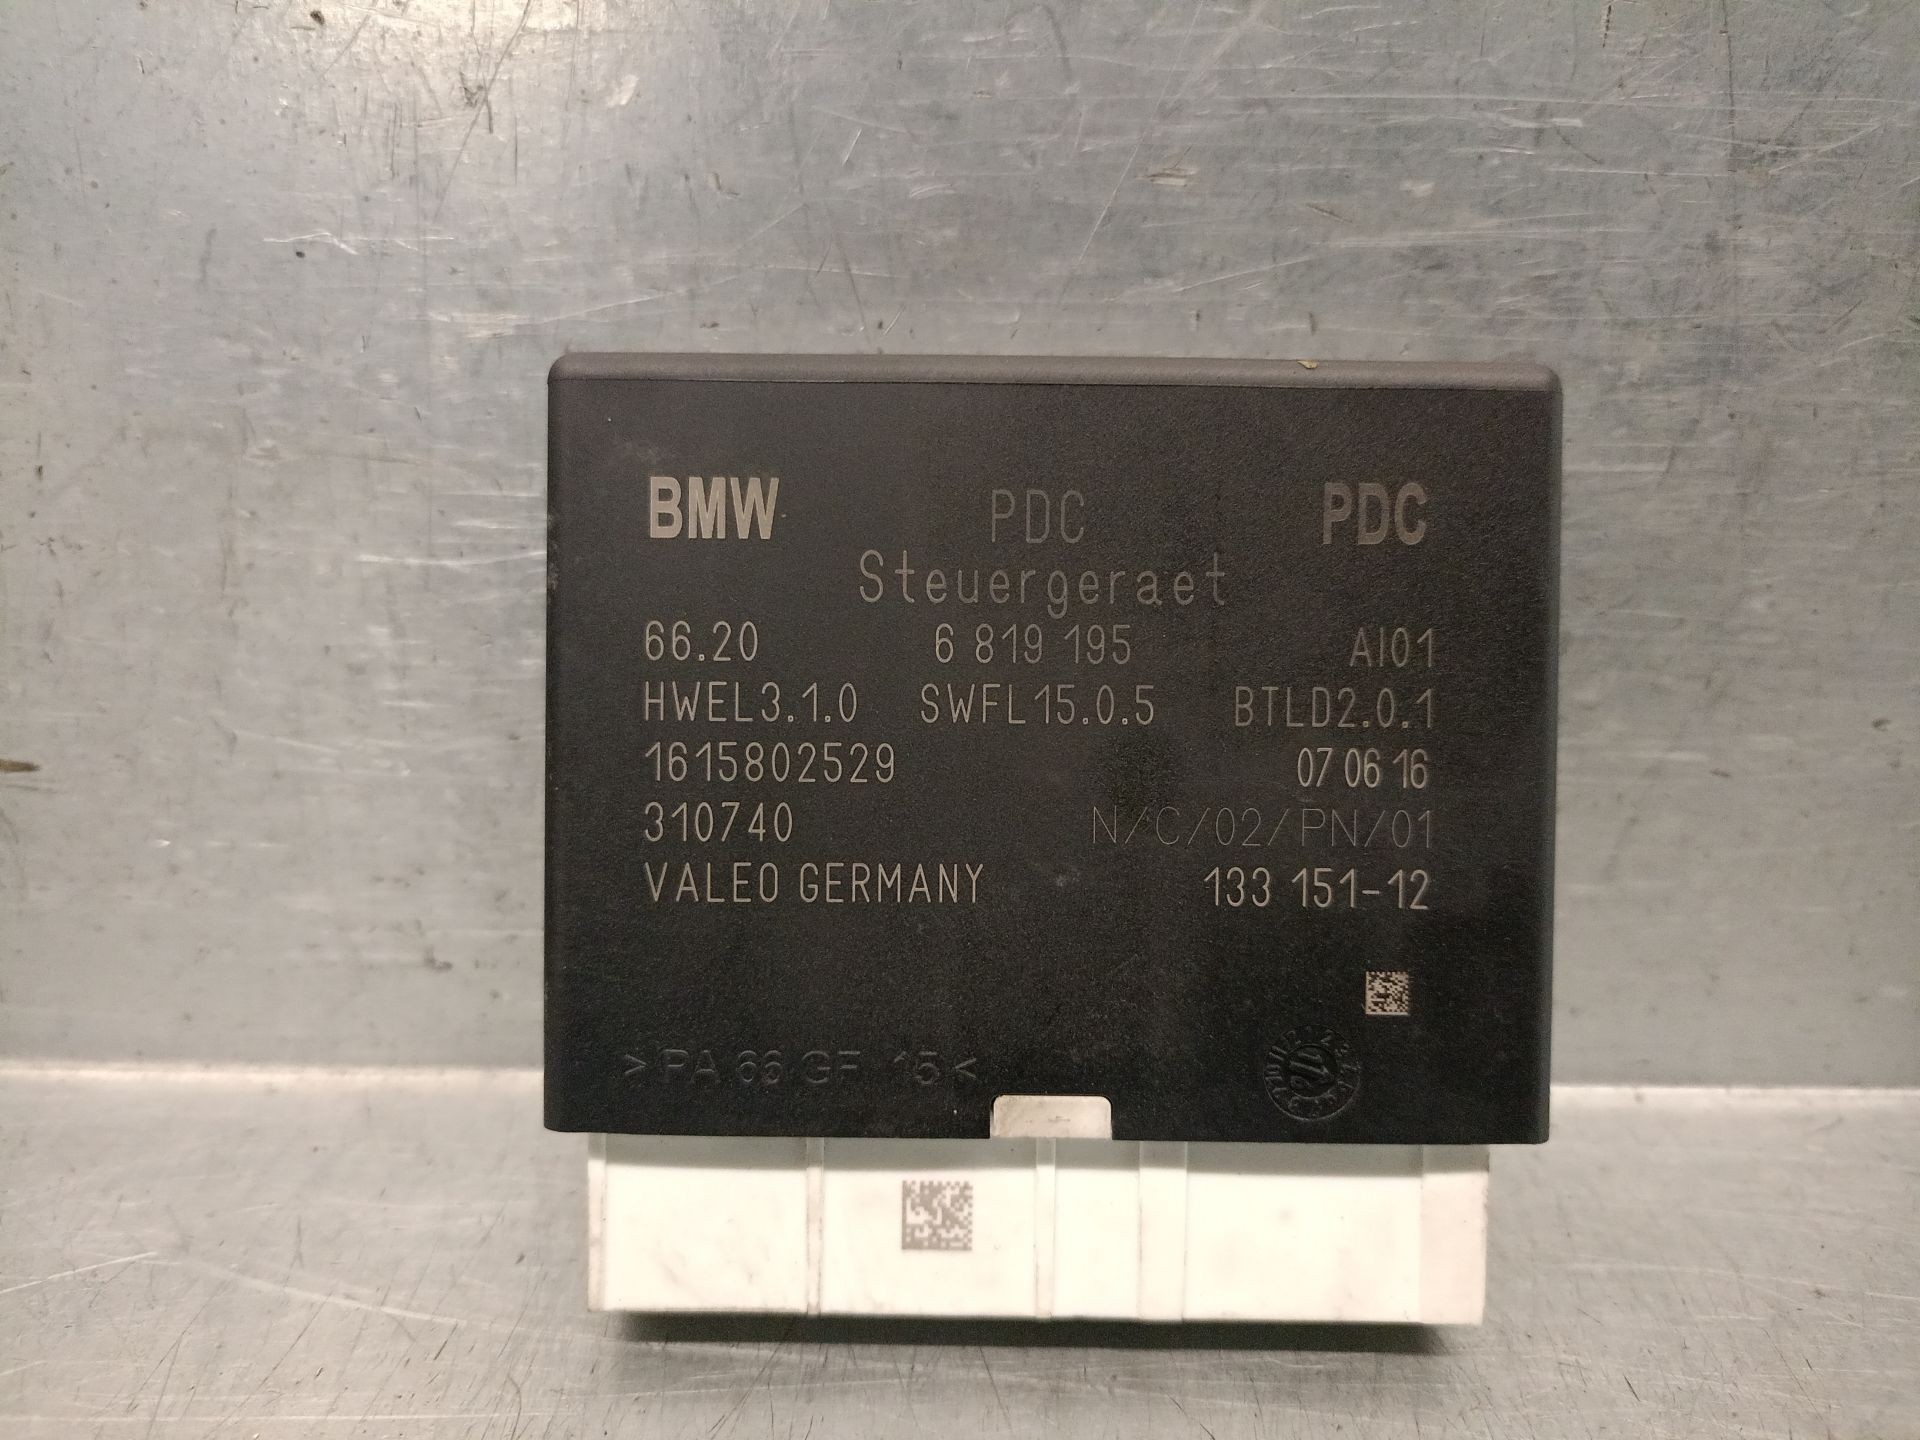 BMW PDC PDC
Steuergeraet
66.20 6 819 195 AI01
HWEL3.1.0 SWFL15.0.5 BTLD2.0.1
1615802529 07 06 16
310740 N/C/02/PN/01
VALEO GERMANY 133 151-12
>PA 66 GF 15<